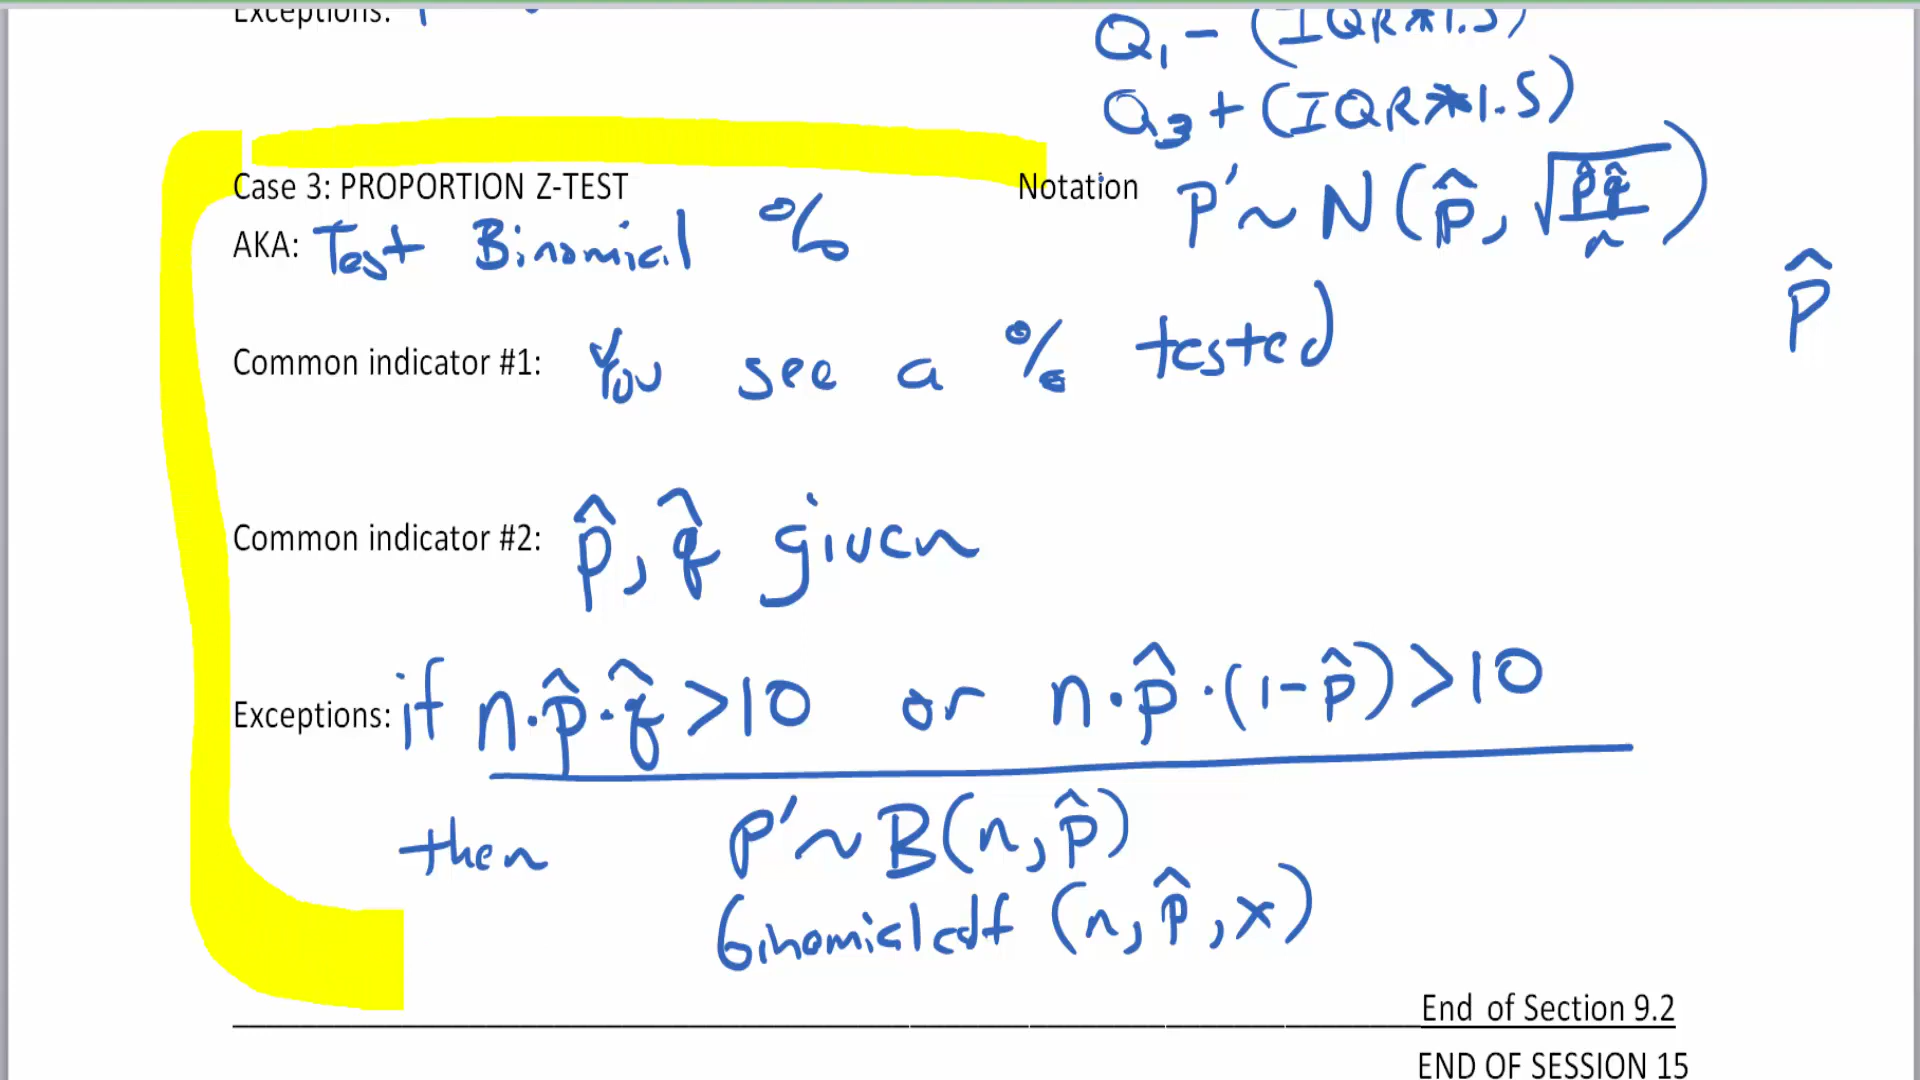 Exceptions:
Q₁ - (IQR*1.5)
Q₃ + (IQR*1.5)
Case 3: PROPORTION Z-TEST
Notation P' ~ N(p̂, √(p̂q̂/n))
AKA: Test Binomial %
p̂
Common indicator #1: You see a % tested
Common indicator #2: p̂, q̂ given
Exceptions: if n·p̂·q̂ >10 or n·p̂·(1-p̂)>10
then P' ~ B(n, p̂)
binomialcdf (n, p̂, x)
End of Section 9.2
END OF SESSION 15